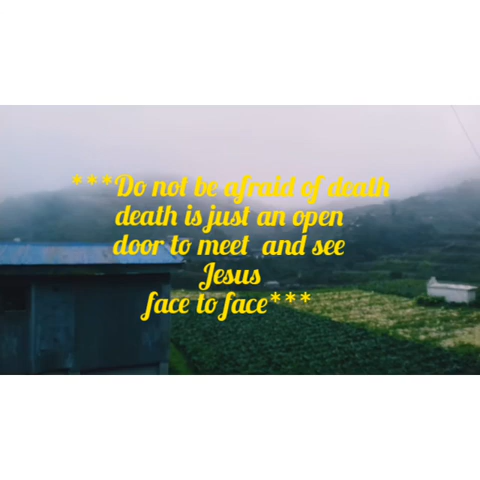 ***Do not be afraid of death
death is just an open
door to meet and see
Jesus
face to face***